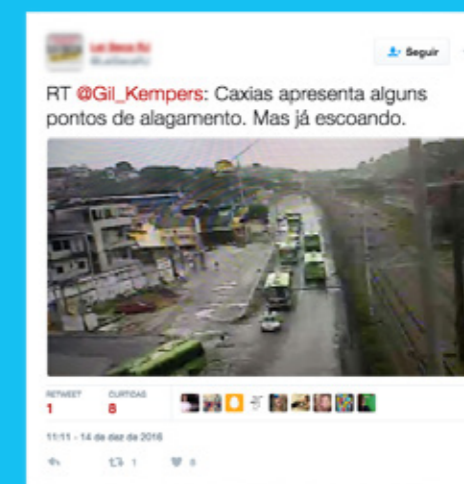 Seguir
RT @Gil_Kempers: Caxias apresenta alguns
pontos de alagamento. Mas já escoando.
RETWEET CURTIDAS
1 8
11:11 - 14 de dez de 2016
1 8